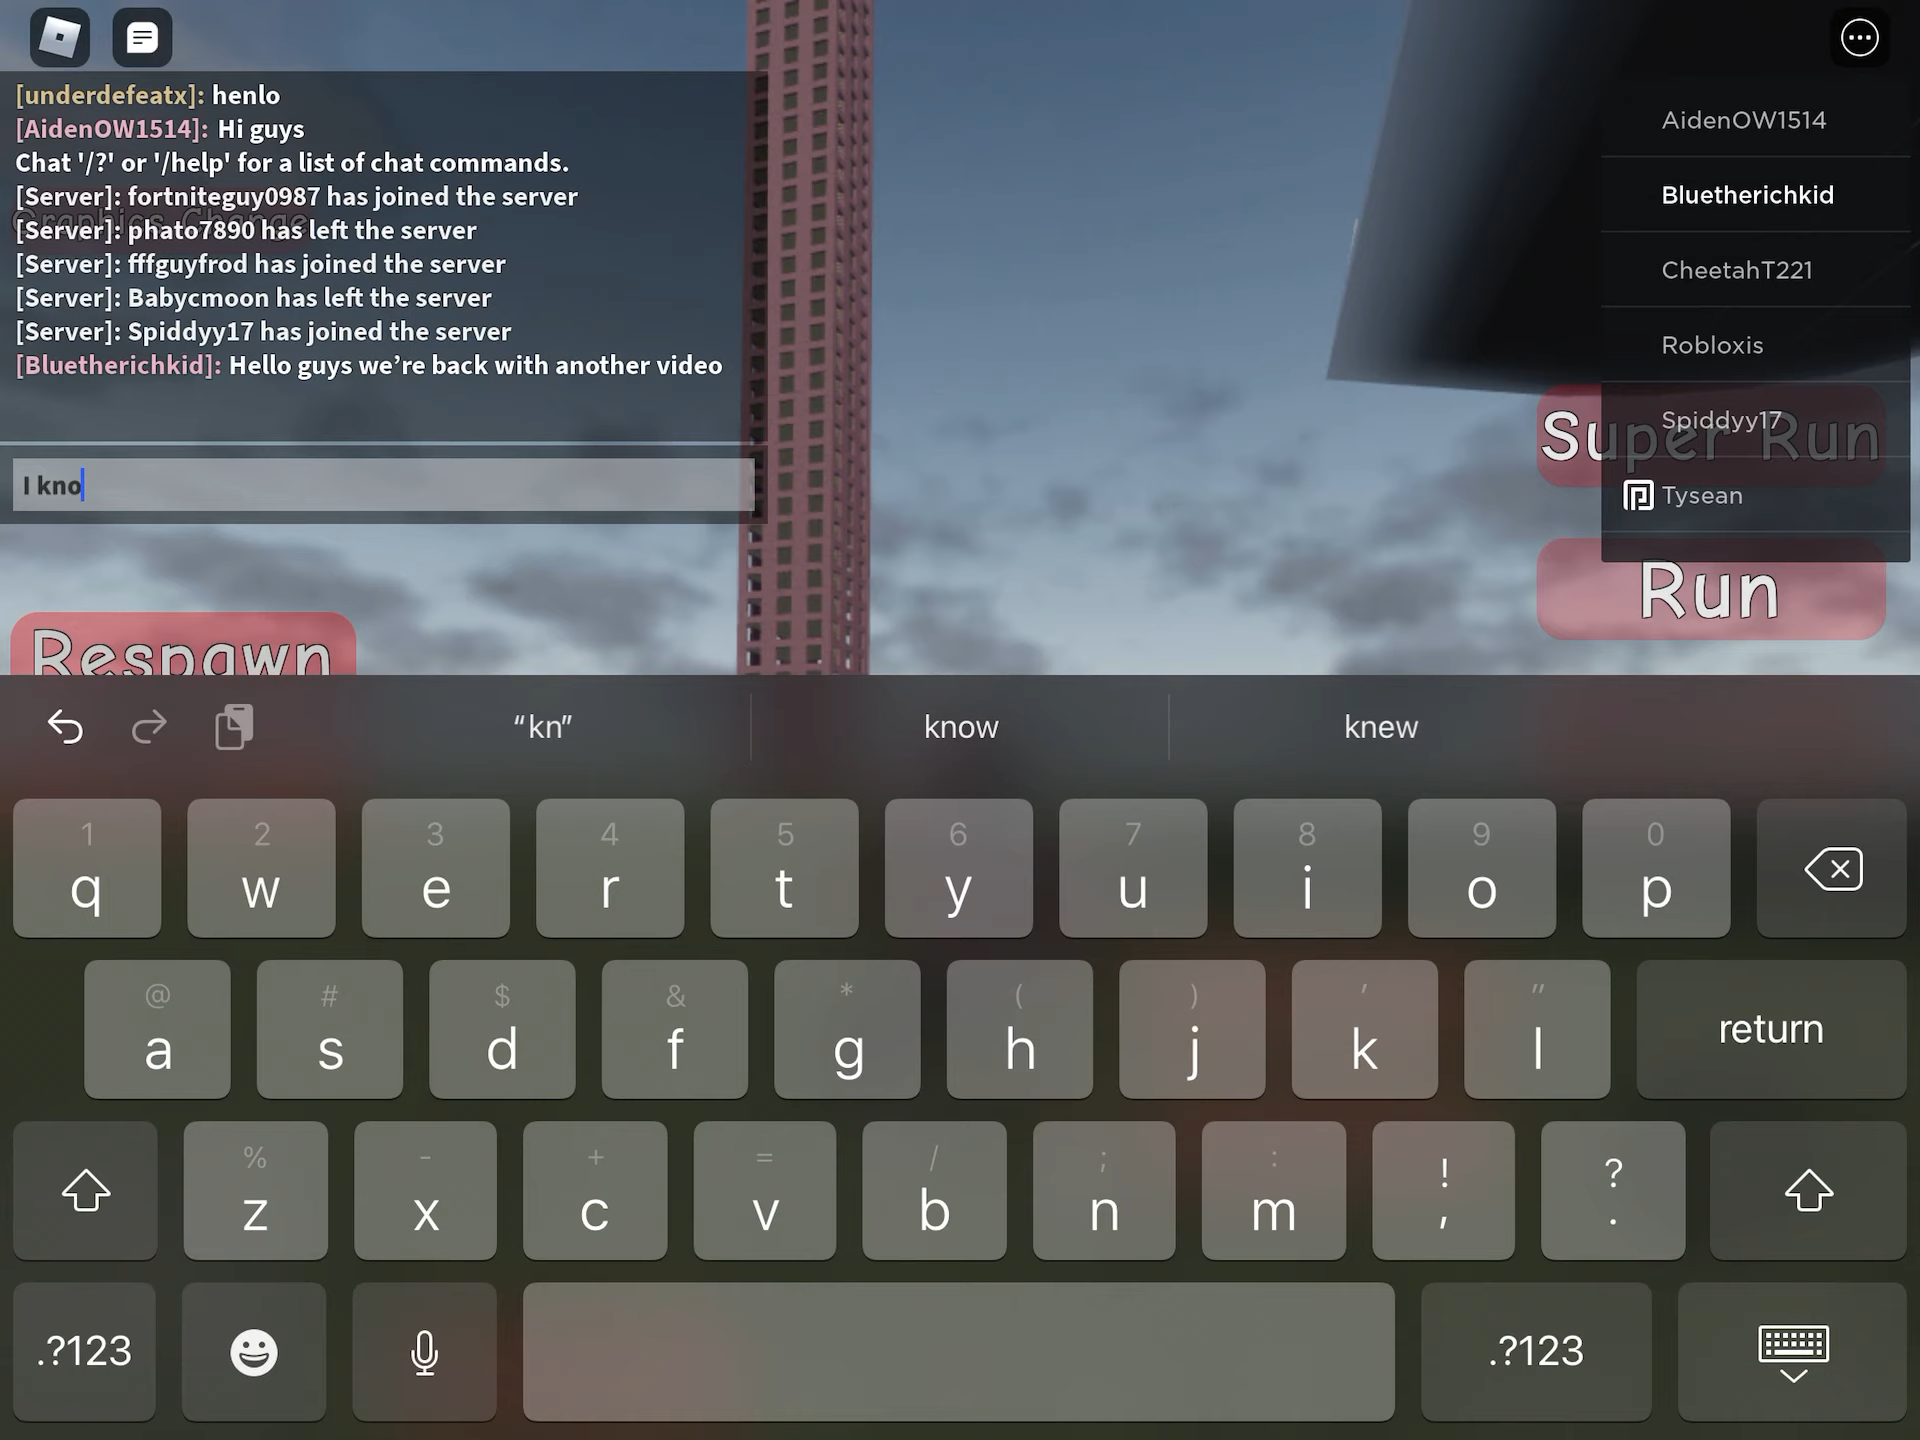 [underdefeatx]: henlo
[AidenOW1514]: Hi guys
Chat '/?' or '/help' for a list of chat commands.
[Server]: fortniteguy0987 has joined the server
Graphics Change
[Server]: phato7890 has left the server
[Server]: fffguyfrod has joined the server
[Server]: Babycmoon has left the server
[Server]: Spiddyy17 has joined the server
[Bluetherichkid]: Hello guys we’re back with another video
I kno
AidenOW1514
Bluetherichkid
CheetahT221
Robloxis
Spiddyy17
Super Run
Tysean
Run
Respawn
“kn” know knew
1 2 3 4 5 6 7 8 9 0
q w e r t y u i o p
@ # $ & * ( ) ' "
a s d f g h j k l return
% - + = / ; : ! ?
z x c v b n m , .
.?123 .?123